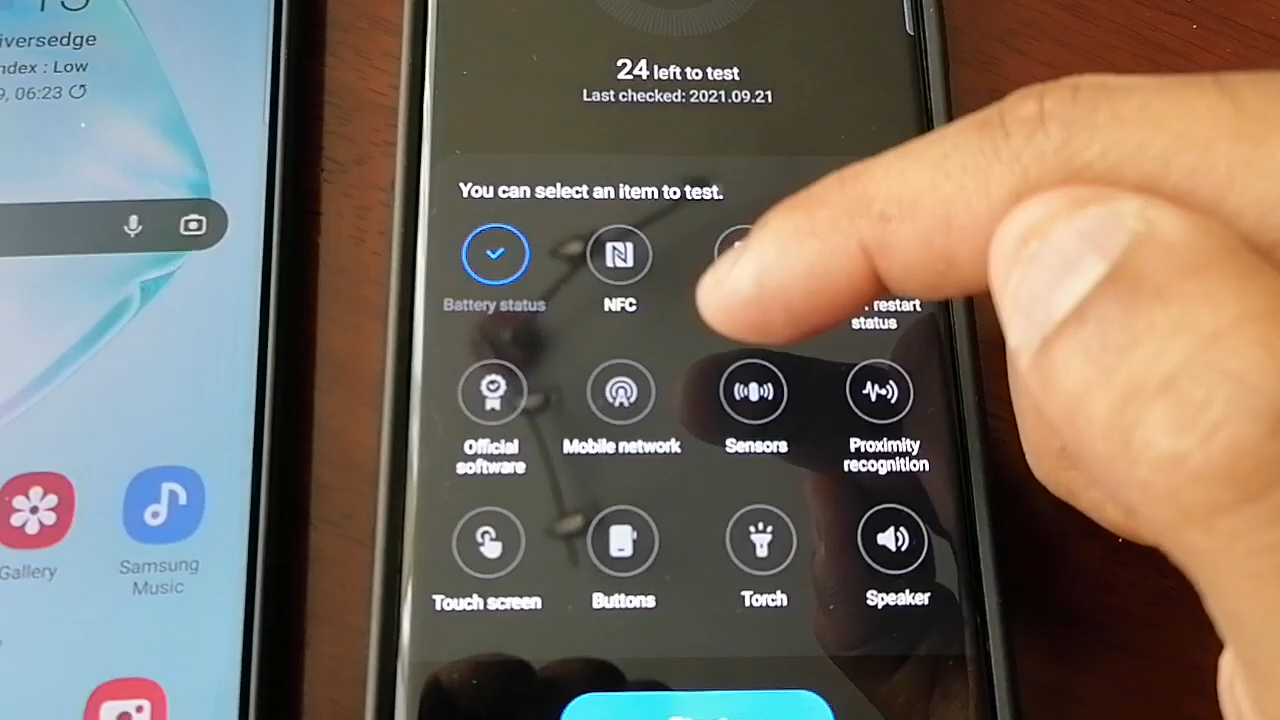 iversedge
ndex : Low
9, 06:23
Gallery
Samsung
Music
24 left to test
Last checked: 2021.09.21
You can select an item to test.
Battery status
NFC
restart
status
Official
software
Mobile network
Sensors
Proximity
recognition
Touch screen
Buttons
Torch
Speaker